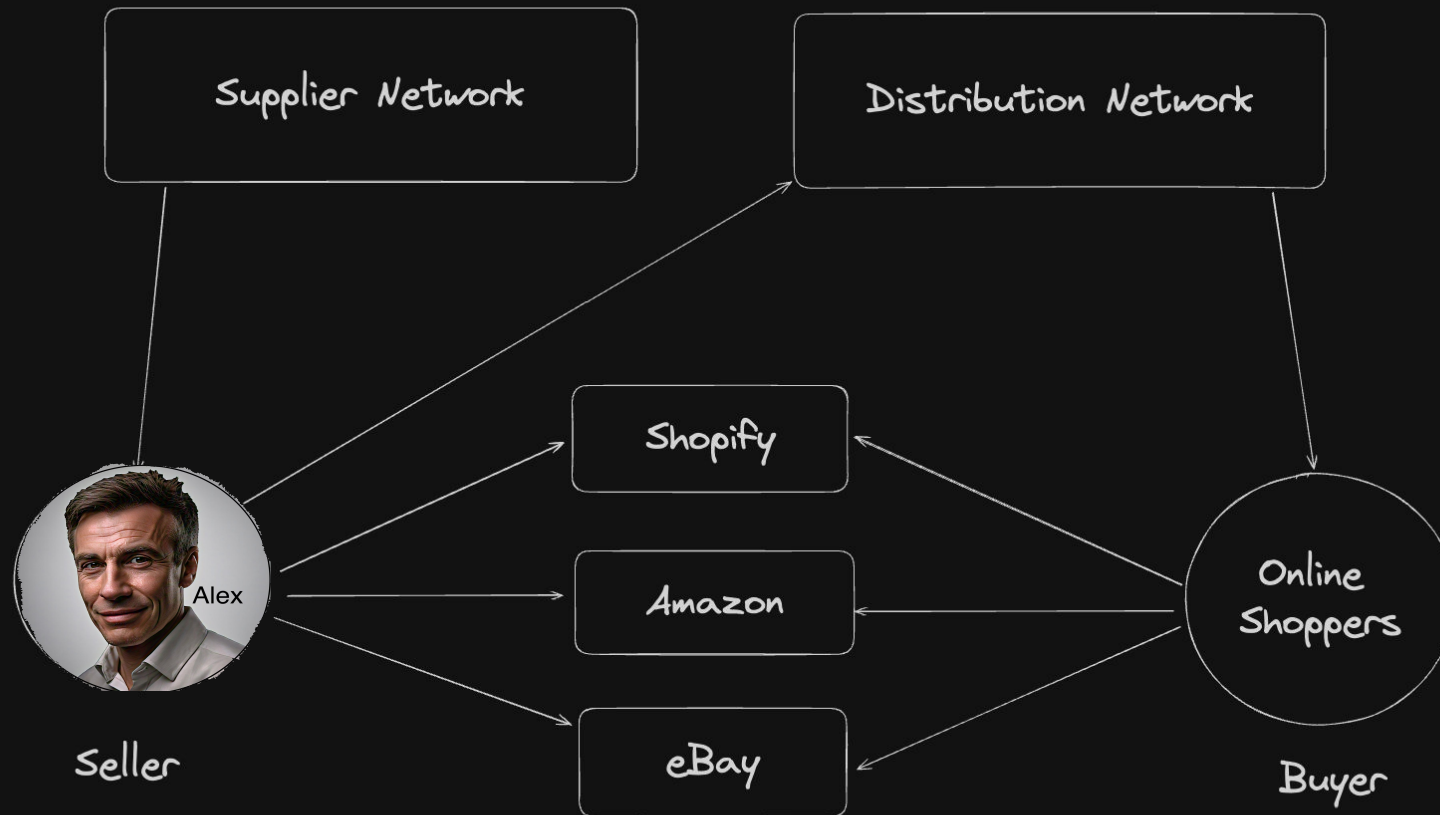 Supplier Network
Distribution Network
Shopify
Alex
Amazon
Online
Shoppers
eBay
Seller
Buyer